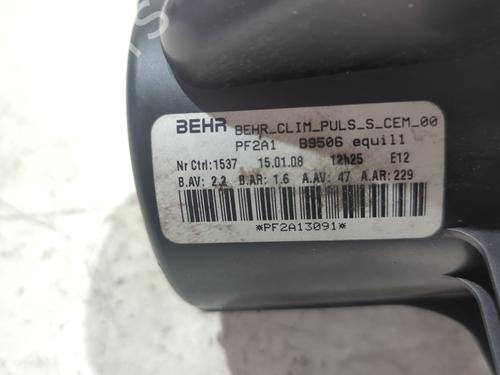 BEHR BEHR_CLIM_PULS_S_CEM_00
PF2A1 B9506 equil1
Nr Ctrl:1537 15.01.08 12h25 E12
B.AV: 2.2 B.AR: 1.6 A.AV: 47 A.AR: 229
*PF2A13091*